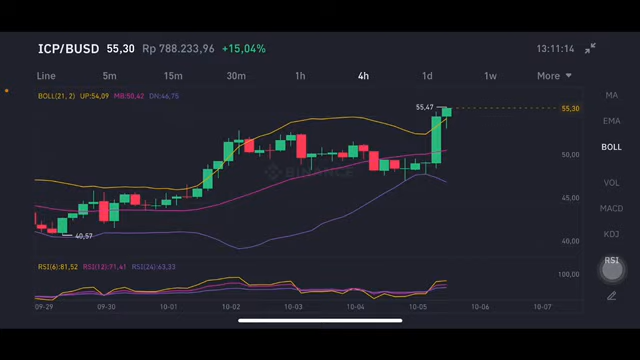 ICP/BUSD 55,30 Rp 788.233,96 +15,04% 13:11:14
Line 5m 15m 30m 1h 4h 1d 1w More
BOLL(21, 2) UP:54,09 MB:50,42 DN:46,75
MA
55,47
55,30
EMA
BOLL
50,00
BINANCE
VOL
45,00
MACD
40,57
40,00
KDJ
RSI(6):81,52 RSI(12):71,41 RSI(24):63,33
RSI
100,00
09-29 09-30 10-01 10-02 10-03 10-04 10-05 10-06 10-07